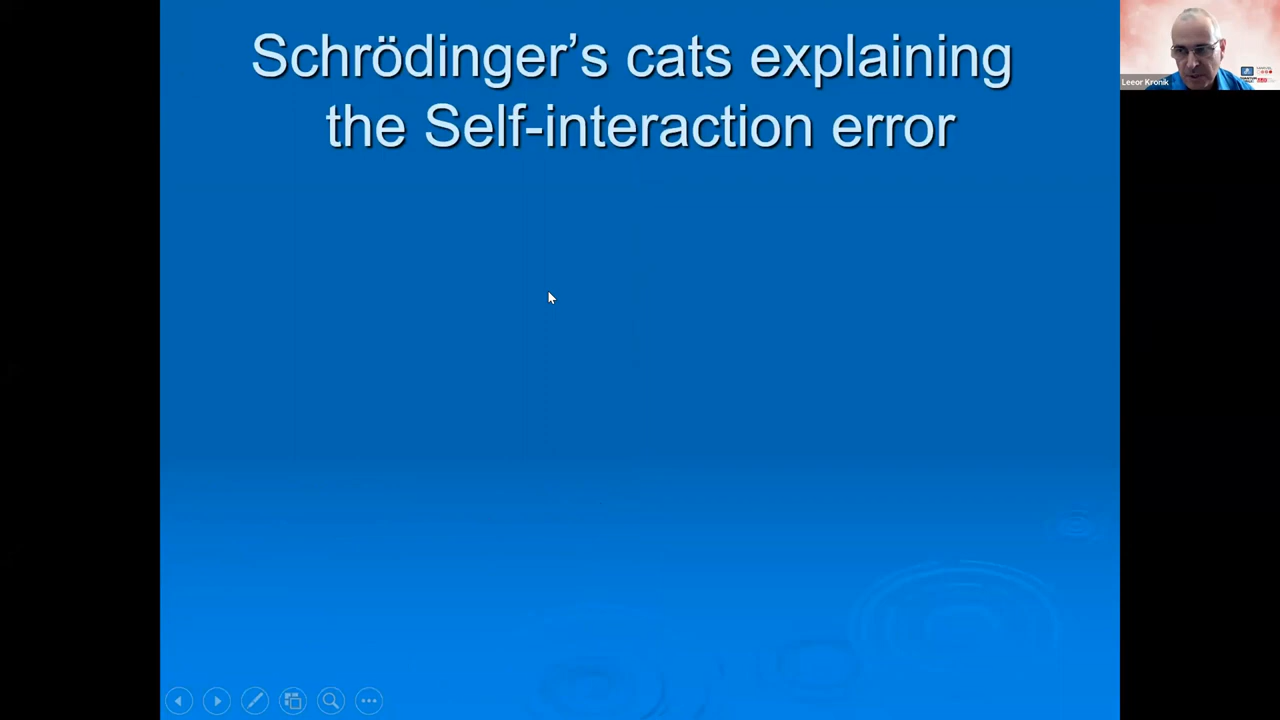 Schrödinger’s cats explaining
the Self-interaction error
Leeor Kronik